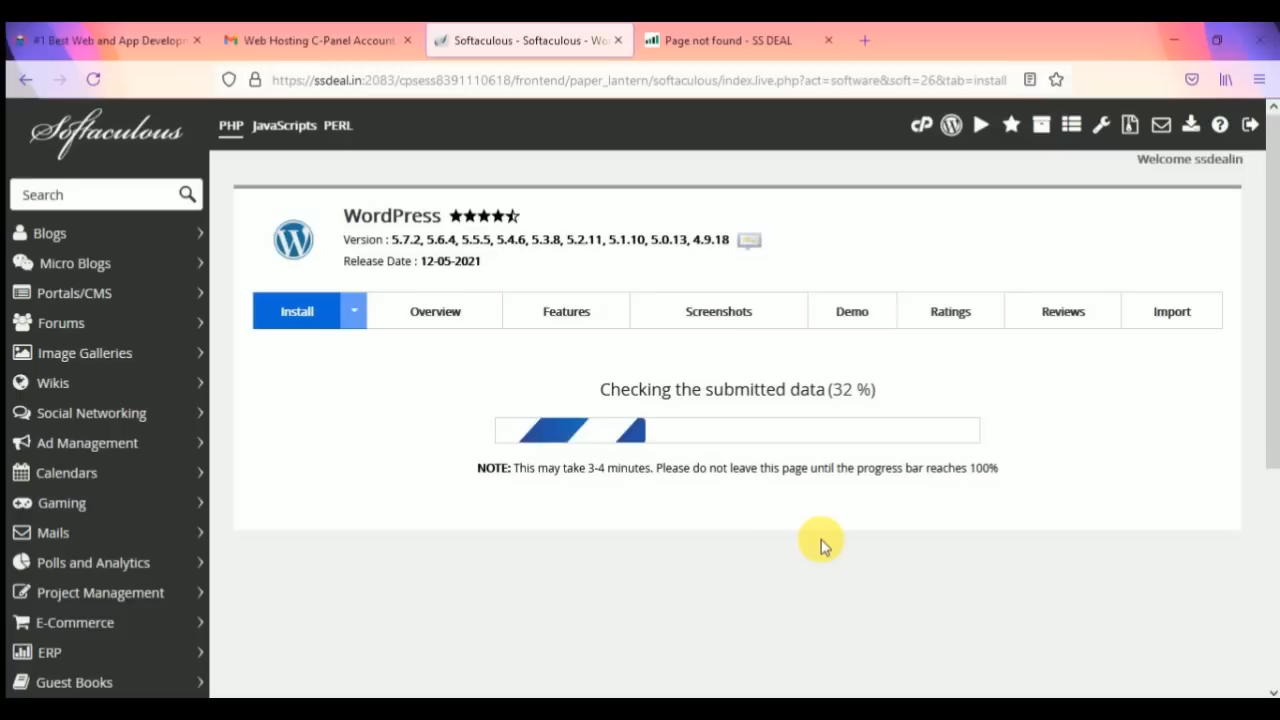 #1 Best Web and App Developm
Web Hosting C-Panel Account
Softaculous - Softaculous - Wo
Page not found - SS DEAL
https://ssdeal.in:2083/cpsess8391110618/frontend/paper_lantern/softaculous/index.live.php?act=software&soft=26&tab=install
Softaculous
PHP JavaScripts PERL
cP
Welcome ssdealin
Search
Blogs
Micro Blogs
Portals/CMS
Forums
Image Galleries
Wikis
Social Networking
Ad Management
Calendars
Gaming
Mails
Polls and Analytics
Project Management
E-Commerce
ERP
Guest Books
WordPress
Version : 5.7.2, 5.6.4, 5.5.5, 5.4.6, 5.3.8, 5.2.11, 5.1.10, 5.0.13, 4.9.18
Release Date : 12-05-2021
Install Overview Features Screenshots Demo Ratings Reviews Import
Checking the submitted data (32 %)
NOTE: This may take 3-4 minutes. Please do not leave this page until the progress bar reaches 100%